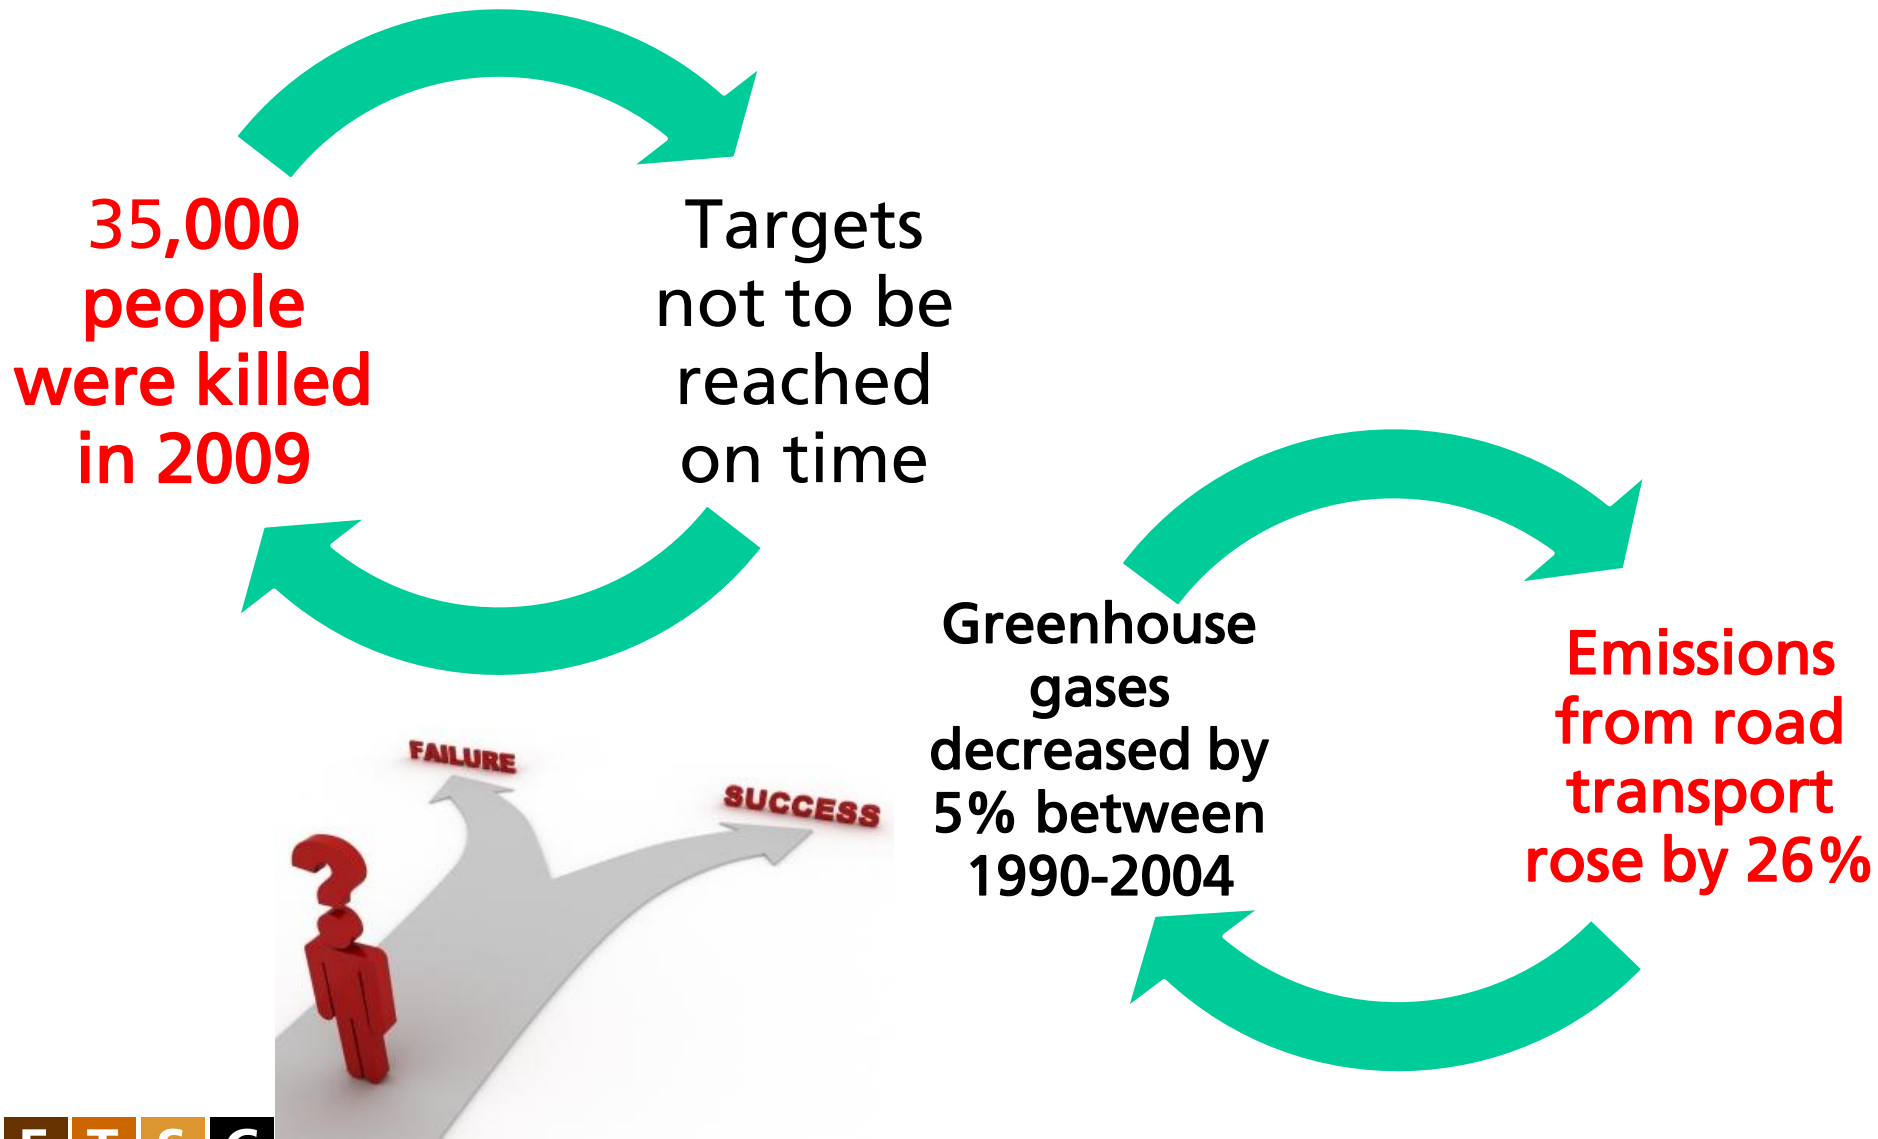 35,000
people
were killed
in 2009
Targets
not to be
reached
on time
Greenhouse
gases
decreased by
5% between
1990-2004
Emissions
from road
transport
rose by 26%
FAILURE
SUCCESS
E T S C